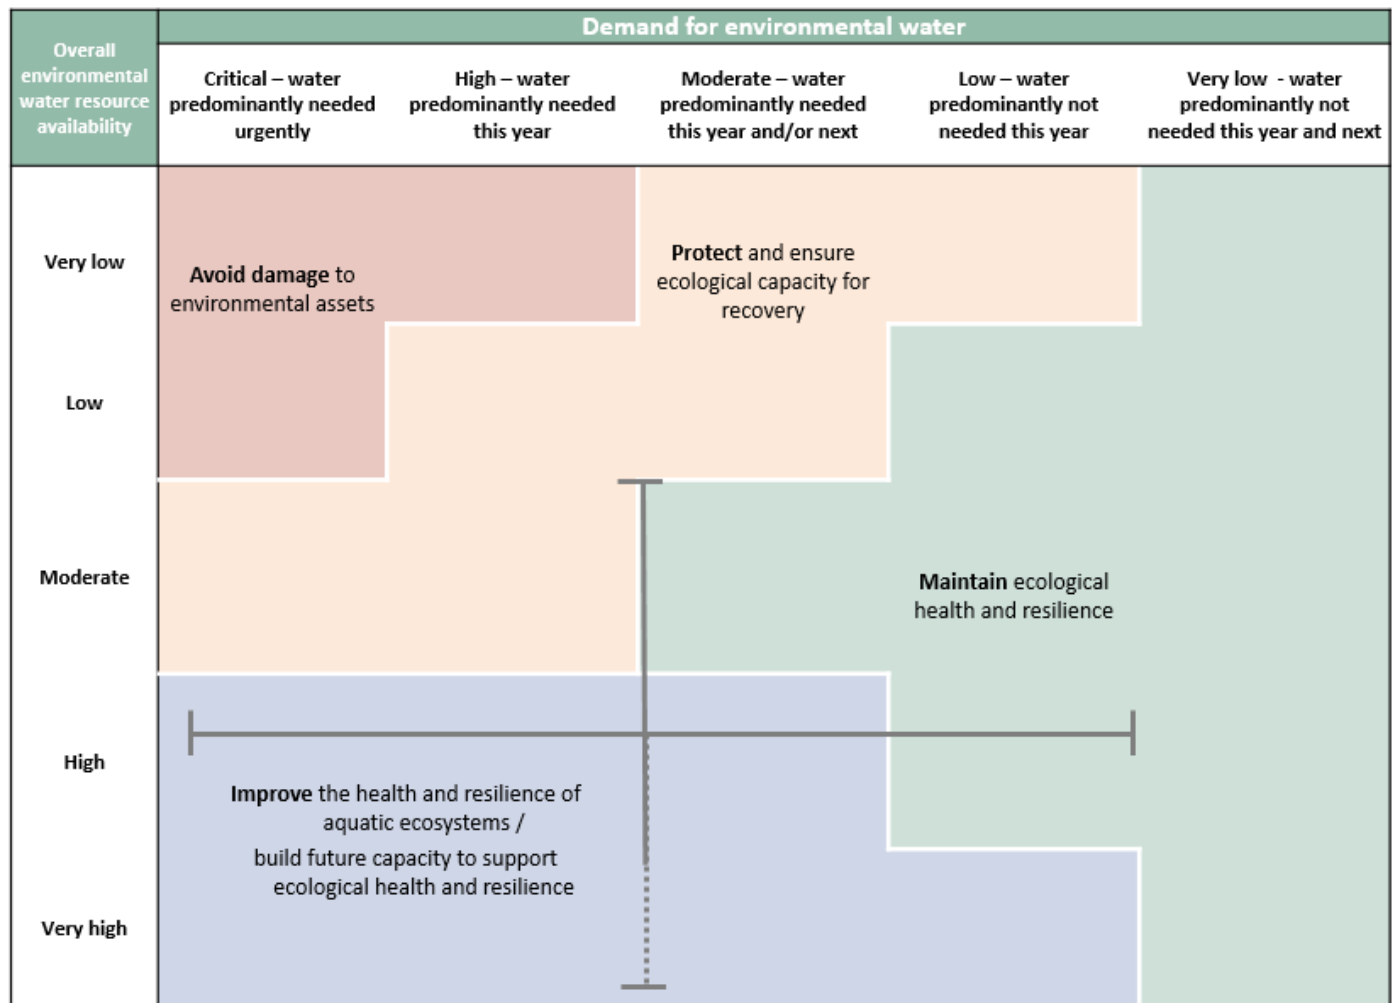 Demand for environmental water
Overall
environmental
water resource
availability
Critical – water
predominantly needed
urgently
High – water
predominantly needed
this year
Moderate – water
predominantly needed
this year and/or next
Low – water
predominantly not
needed this year
Very low - water
predominantly not
needed this year and next
Very low
Avoid damage to
environmental assets
Protect and ensure
ecological capacity for
recovery
Low
Moderate
Maintain ecological
health and resilience
High
Improve the health and resilience of
aquatic ecosystems /
build future capacity to support
ecological health and resilience
Very high